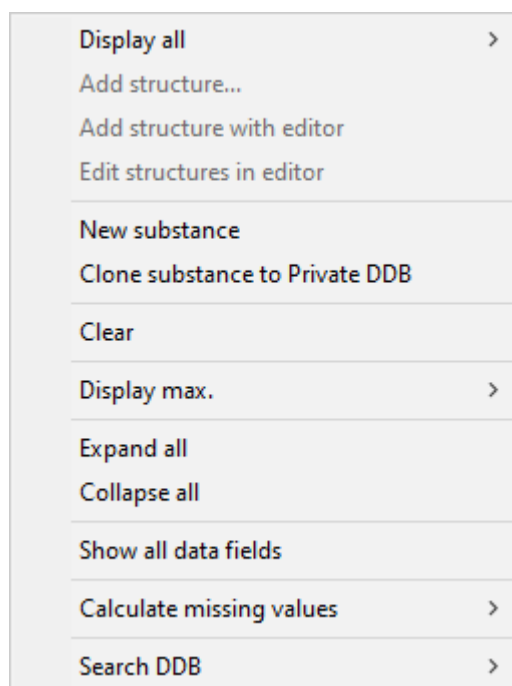 Display all
Add structure...
Add structure with editor
Edit structures in editor
New substance
Clone substance to Private DDB
Clear
Display max.
Expand all
Collapse all
Show all data fields
Calculate missing values
Search DDB